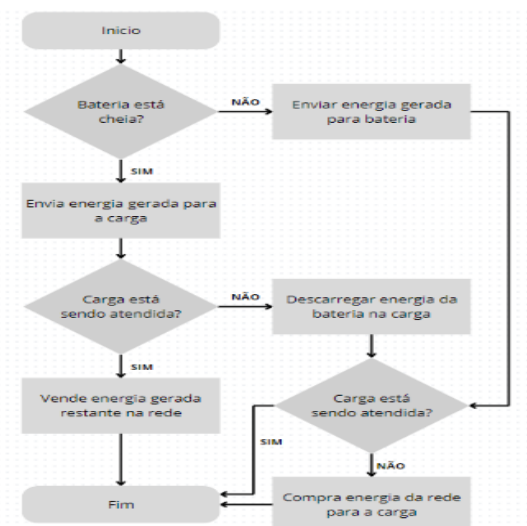 Inicio
Bateria está
cheia?
NÃO
Enviar energia gerada
para bateria
SIM
Envia energia gerada para
a carga
Carga está
sendo atendida?
NÃO
Descarregar energia da
bateria na carga
SIM
Vende energia gerada
restante na rede
Carga está
sendo atendida?
SIM
NÃO
Compra energia da rede
para a carga
Fim